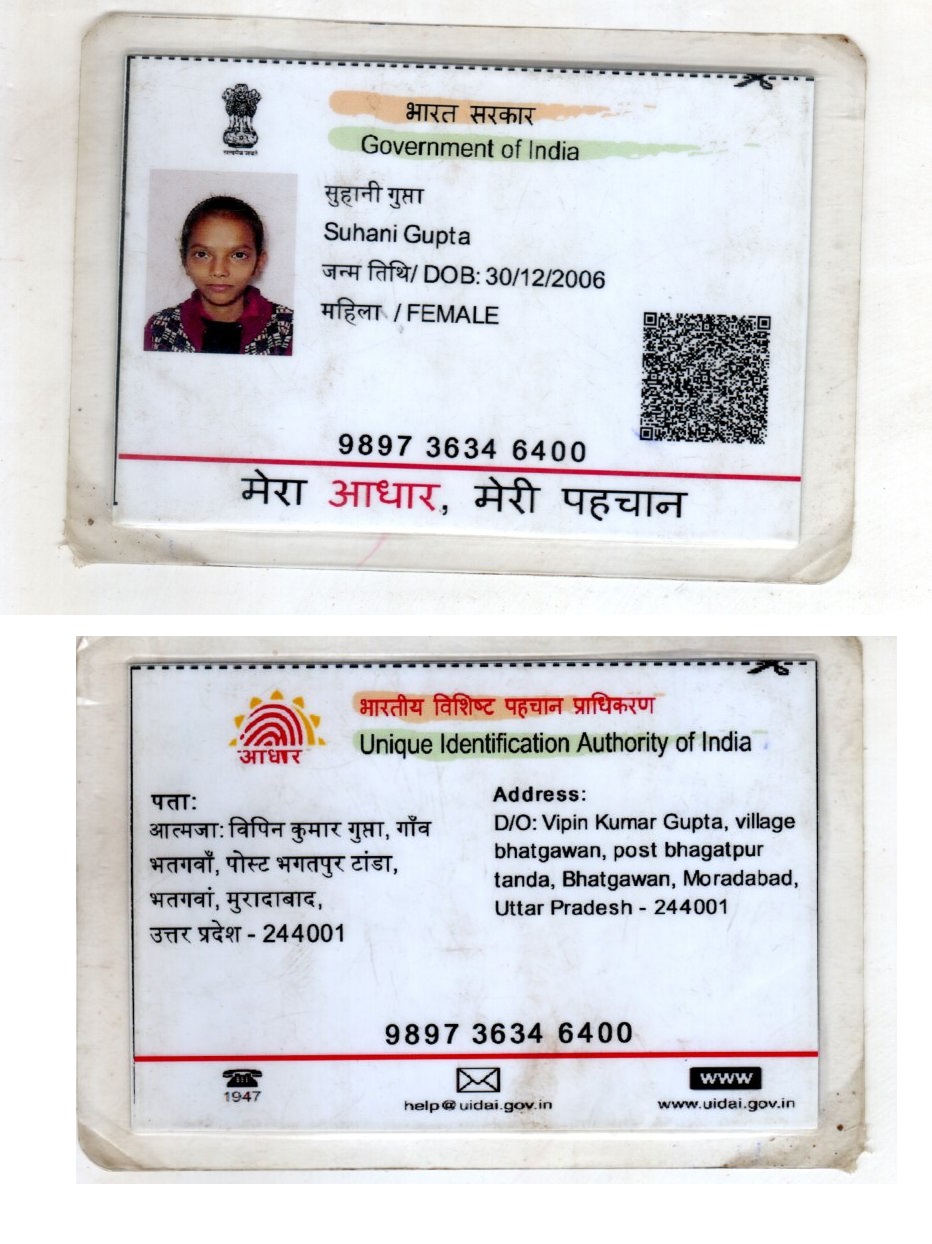 भारत सरकार
Government of India
सुहानी गुप्ता
Suhani Gupta
जन्म तिथि/ DOB: 30/12/2006
महिला / FEMALE
9897 3634 6400
मेरा आधार, मेरी पहचान
भारतीय विशिष्ट पहचान प्राधिकरण
Unique Identification Authority of India
आधार
पता:
आत्मजा: विपिन कुमार गुप्ता, गाँव
भतगवाँ, पोस्ट भगतपुर टांडा,
भतगवां, मुरादाबाद,
उत्तर प्रदेश - 244001
Address:
D/O: Vipin Kumar Gupta, village
bhatgawan, post bhagatpur
tanda, Bhatgawan, Moradabad,
Uttar Pradesh - 244001
9897 3634 6400
1947
help@uidai.gov.in
www
www.uidai.gov.in